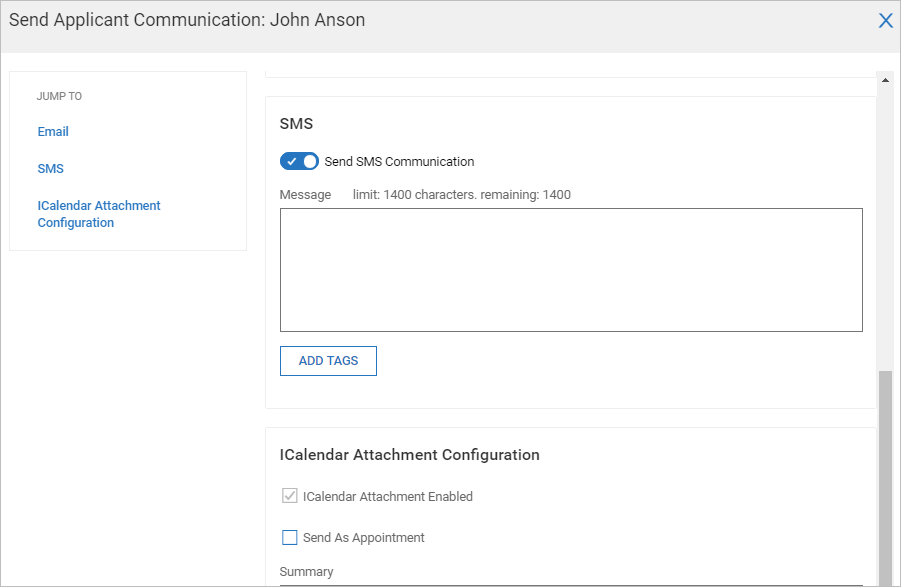 Send Applicant Communication: John Anson
JUMP TO
Email
SMS
ICalendar Attachment
Configuration
SMS
Send SMS Communication
Message limit: 1400 characters. remaining: 1400
ADD TAGS
ICalendar Attachment Configuration
ICalendar Attachment Enabled
Send As Appointment
Summary